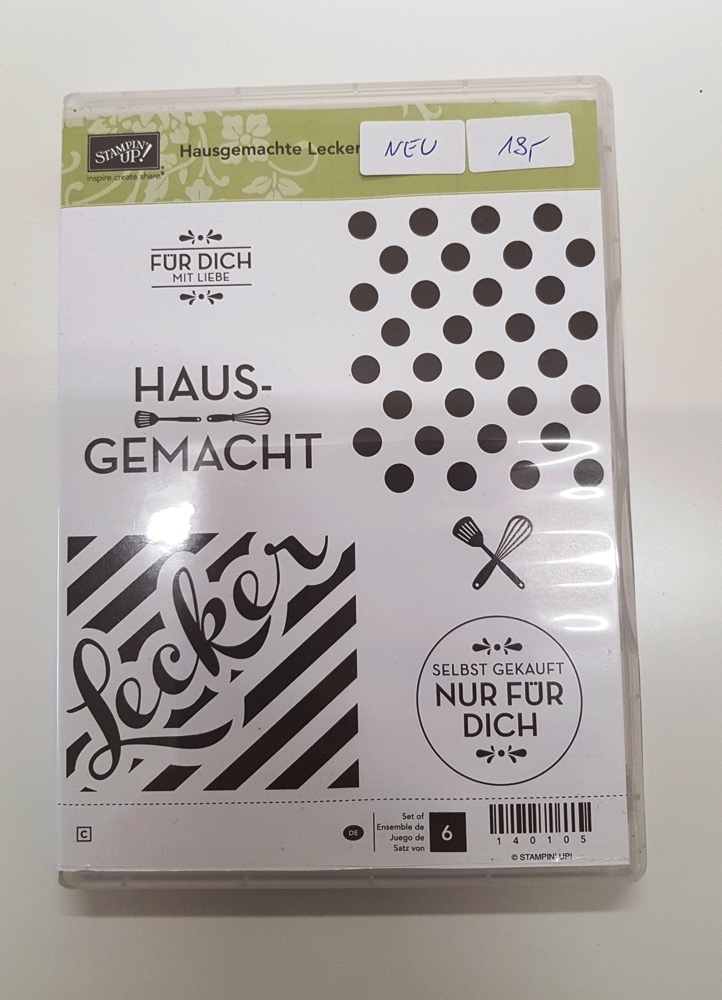 STAMPIN' UP!
inspire.create.share.®
Hausgemachte Lecker
NEU
18,-
FÜR DICH
MIT LIEBE
HAUS-
GEMACHT
Lecker
SELBST GEKAUFT
NUR FÜR
DICH
C
DE
Set of
Ensemble de
Juego de
Satz von
6
140105
© STAMPIN' UP!